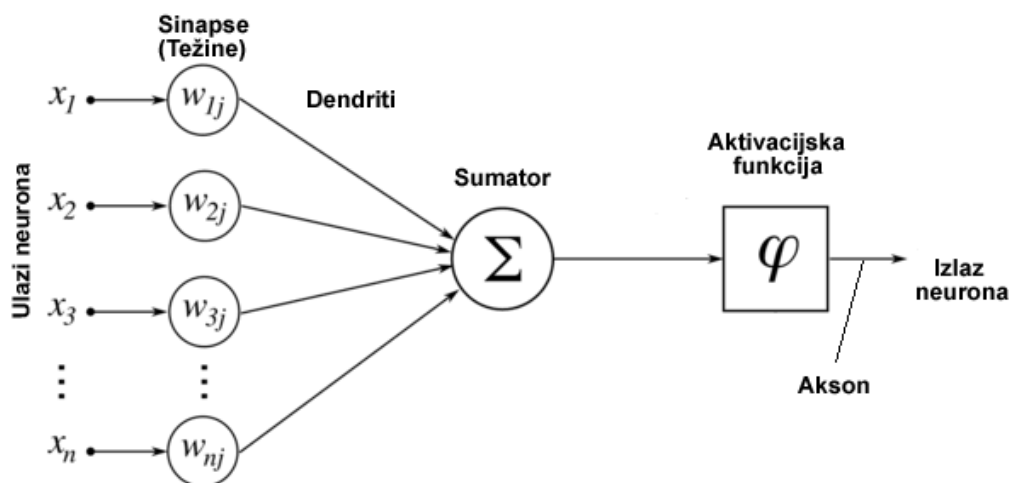 Sinapse
(Težine)
Dendriti
Sumator
Aktivacijska
funkcija
Ulazi neurona
x1
w1j
x2
w2j
x3
w3j
xn
wnj
Σ
φ
Izlaz
neurona
Akson